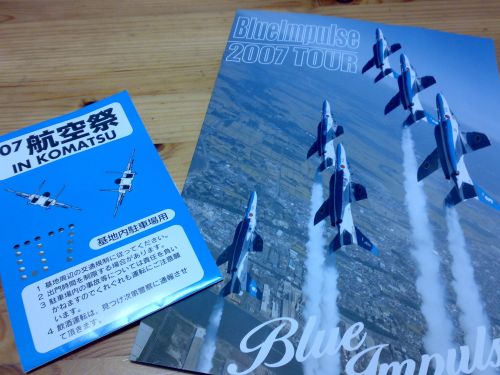 07 航空祭
IN KOMATSU
基地内駐車場用
1 基地周辺の交通規制に従ってください。
2 出門時間を制限する場合があります。
3 駐車場内の事故等については責任を負い
かねますのでくれぐれも運転にご注意願
います。
4 飲酒運転は、見つけ次第警察に通報させ
て頂きます。
BlueImpulse
2007 TOUR
Blue
Impuls